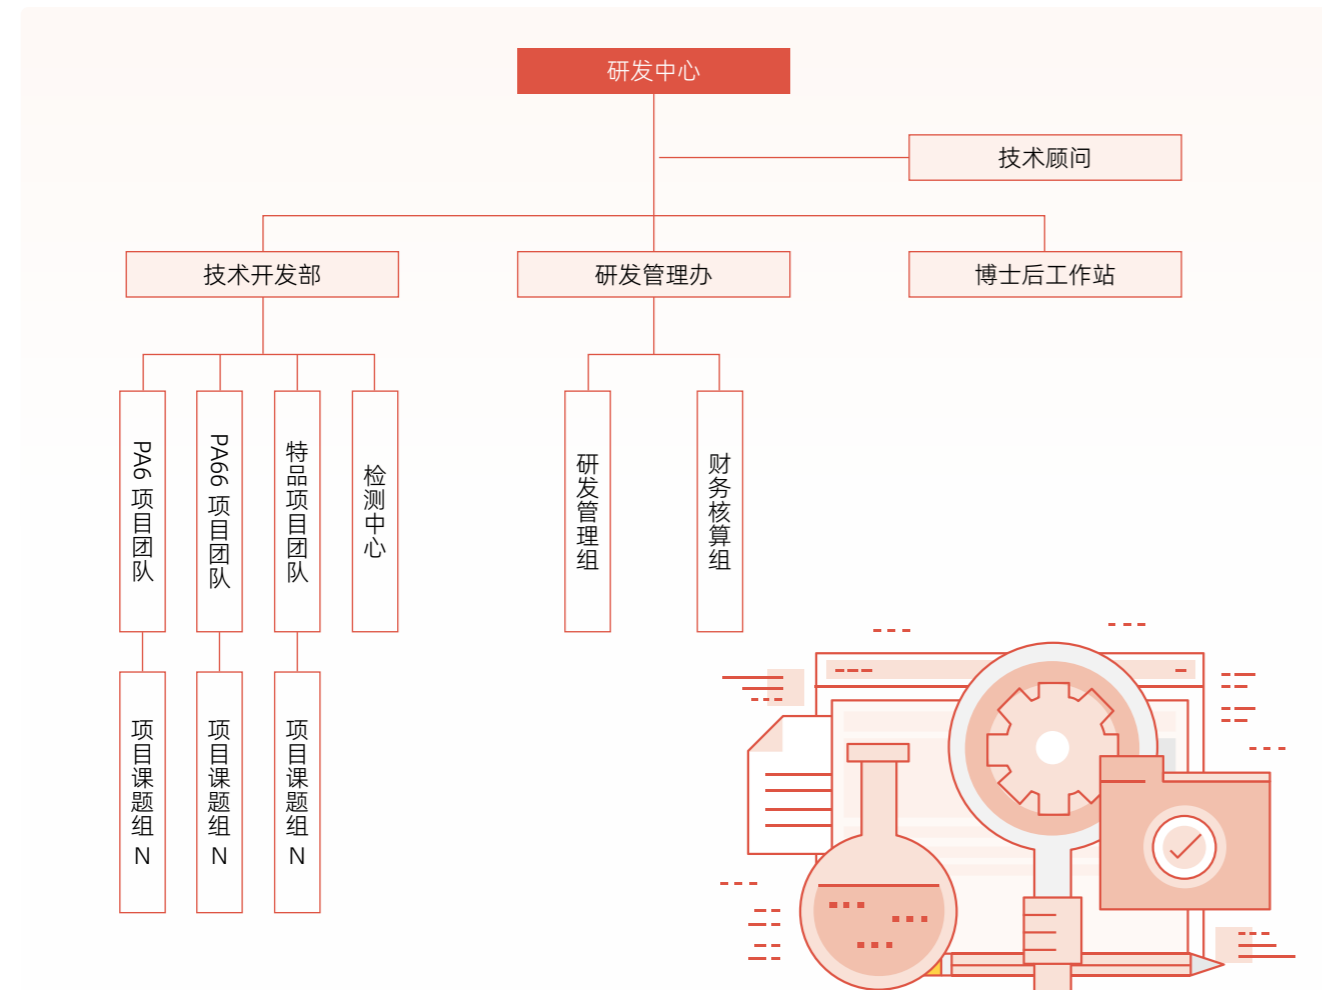 研发中心
技术顾问
技术开发部
研发管理办
博士后工作站
PA6 项目团队
PA66 项目团队
特品项目团队
检测中心
研发管理组
财务核算组
项目课题组 N
项目课题组 N
项目课题组 N